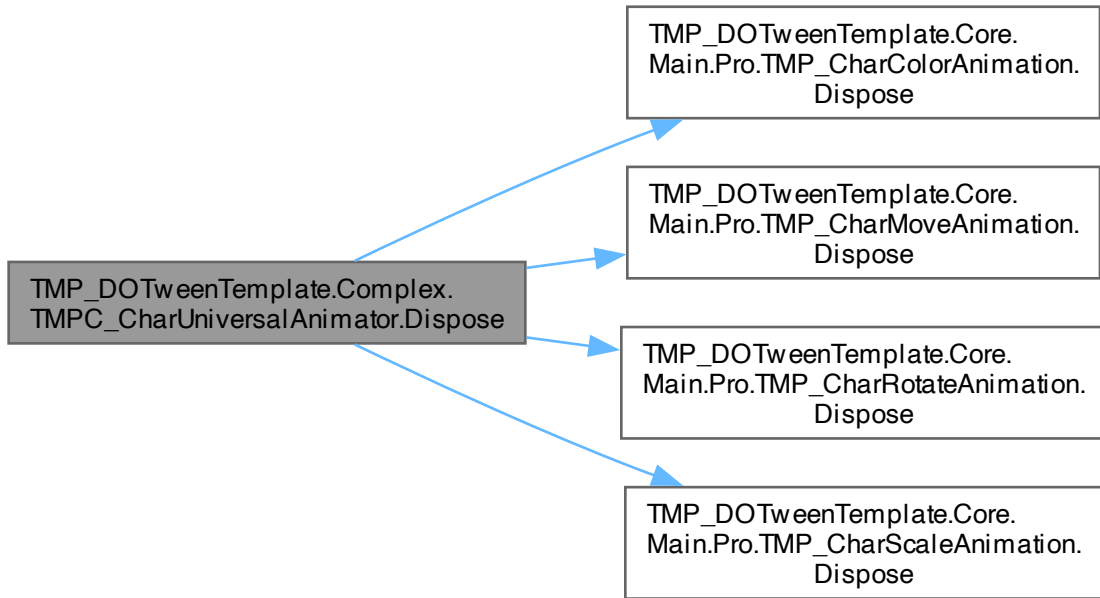 TMP_DOTweenTemplate.Core.
Main.Pro.TMP_CharColorAnimation.
Dispose
TMP_DOTweenTemplate.Core.
Main.Pro.TMP_CharMoveAnimation.
Dispose
TMP_DOTweenTemplate.Complex.
TMPC_CharUniversalAnimator.Dispose
TMP_DOTweenTemplate.Core.
Main.Pro.TMP_CharRotateAnimation.
Dispose
TMP_DOTweenTemplate.Core.
Main.Pro.TMP_CharScaleAnimation.
Dispose